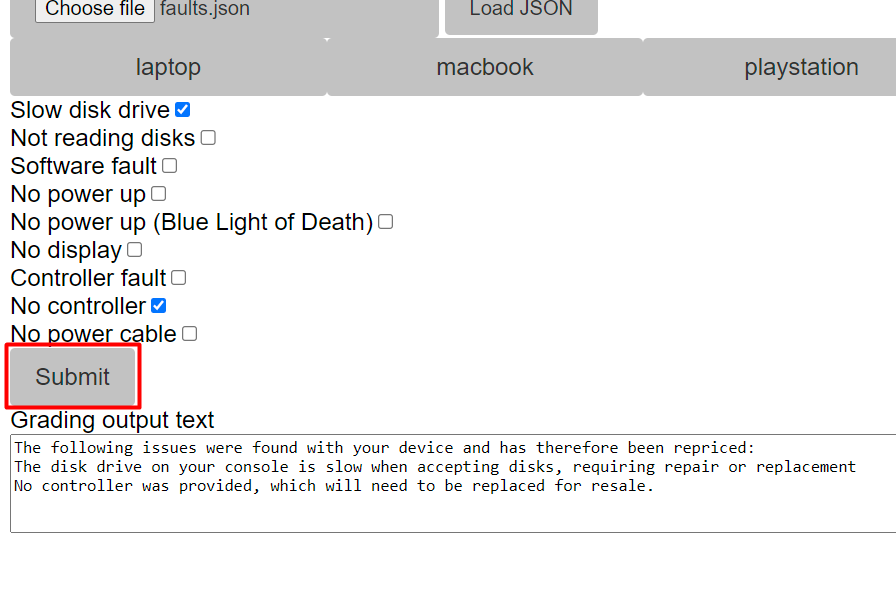 Choose file faults.json Load JSON
laptop macbook playstation
Slow disk drive
Not reading disks
Software fault
No power up
No power up (Blue Light of Death)
No display
Controller fault
No controller
No power cable
Submit
Grading output text
The following issues were found with your device and has therefore been repriced:
The disk drive on your console is slow when accepting disks, requiring repair or replacement
No controller was provided, which will need to be replaced for resale.